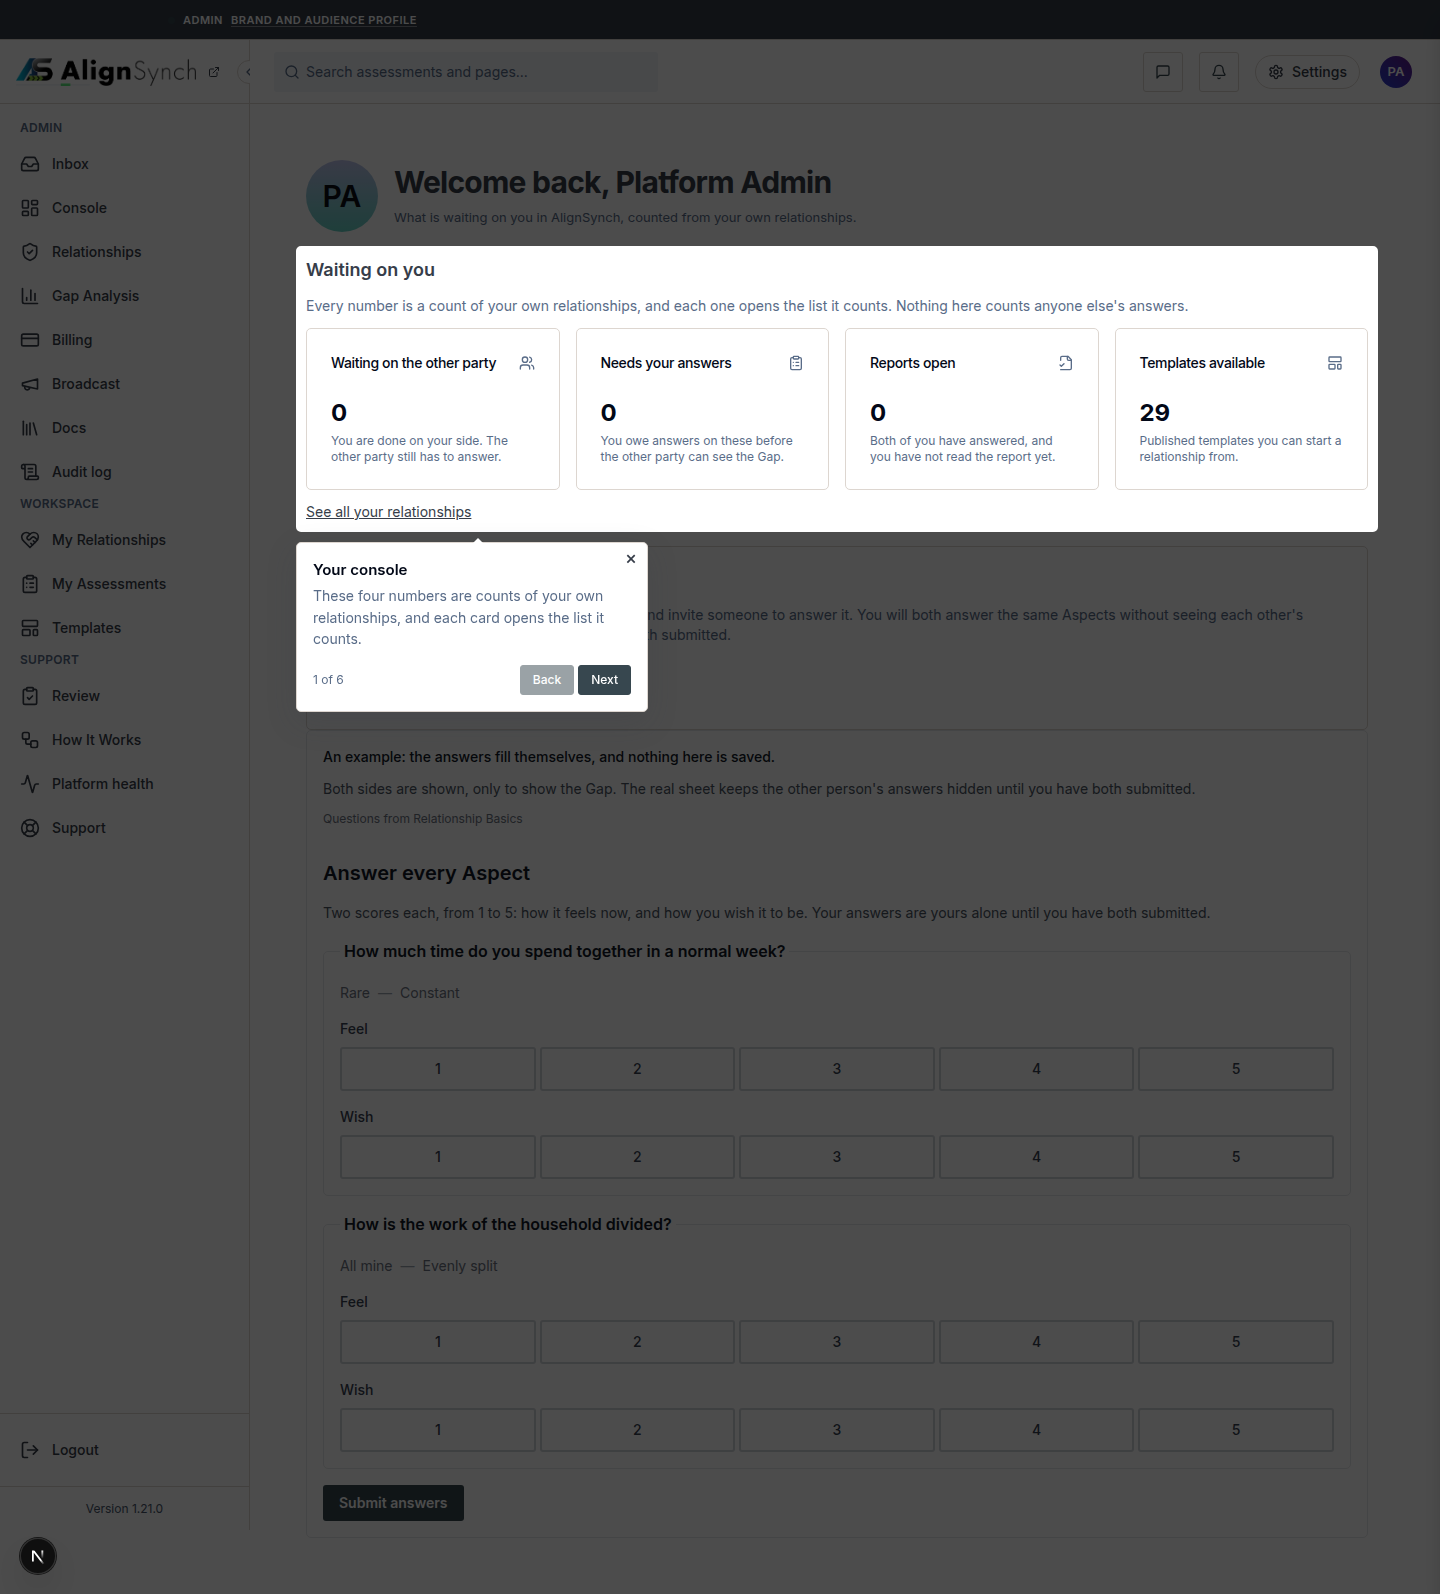 ADMIN BRAND AND AUDIENCE PROFILE
AlignSynch
Search assessments and pages...
Settings
PA
ADMIN
Inbox
Console
Relationships
Gap Analysis
Billing
Broadcast
Docs
Audit log
WORKSPACE
My Relationships
My Assessments
Templates
SUPPORT
Review
How It Works
Platform health
Support
Logout
Version 1.21.0
N
PA
Welcome back, Platform Admin
What is waiting on you in AlignSynch, counted from your own relationships.
Waiting on you
Every number is a count of your own relationships, and each one opens the list it counts. Nothing here counts anyone else's answers.
Waiting on the other party
0
You are done on your side. The
other party still has to answer.
Needs your answers
0
You owe answers on these before
the other party can see the Gap.
Reports open
0
Both of you have answered, and
you have not read the report yet.
Templates available
29
Published templates you can start a
relationship from.
See all your relationships
Your console
These four numbers are counts of your own
relationships, and each card opens the list it
counts.
1 of 6
Back
Next
nd invite someone to answer it. You will both answer the same Aspects without seeing each other's
h submitted.
An example: the answers fill themselves, and nothing here is saved.
Both sides are shown, only to show the Gap. The real sheet keeps the other person's answers hidden until you have both submitted.
Questions from Relationship Basics
Answer every Aspect
Two scores each, from 1 to 5: how it feels now, and how you wish it to be. Your answers are yours alone until you have both submitted.
How much time do you spend together in a normal week?
Rare — Constant
Feel
1 2 3 4 5
Wish
1 2 3 4 5
How is the work of the household divided?
All mine — Evenly split
Feel
1 2 3 4 5
Wish
1 2 3 4 5
Submit answers